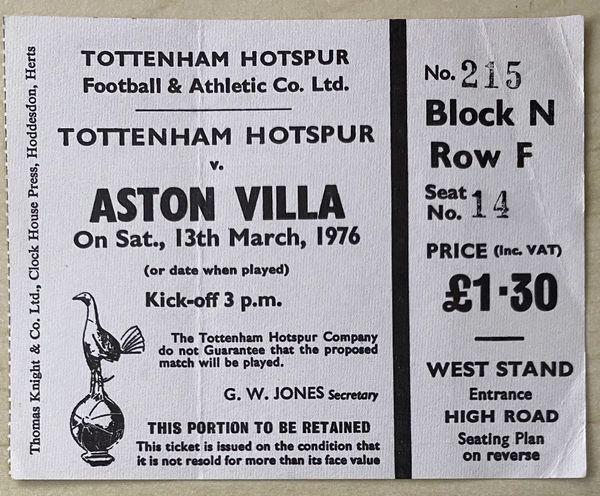 Thomas Knight & Co. Ltd., Clock House Press, Hoddesdon, Herts
TOTTENHAM HOTSPUR
Football & Athletic Co. Ltd.
TOTTENHAM HOTSPUR
v.
ASTON VILLA
On Sat., 13th March, 1976
(or date when played)
Kick-off 3 p.m.
The Tottenham Hotspur Company
do not Guarantee that the proposed
match will be played.
G. W. JONES Secretary
THIS PORTION TO BE RETAINED
This ticket is issued on the condition that
it is not resold for more than its face value
No. 215
Block N
Row F
Seat
No. 14
PRICE (Inc. VAT)
£1·30
WEST STAND
Entrance
HIGH ROAD
Seating Plan
on reverse